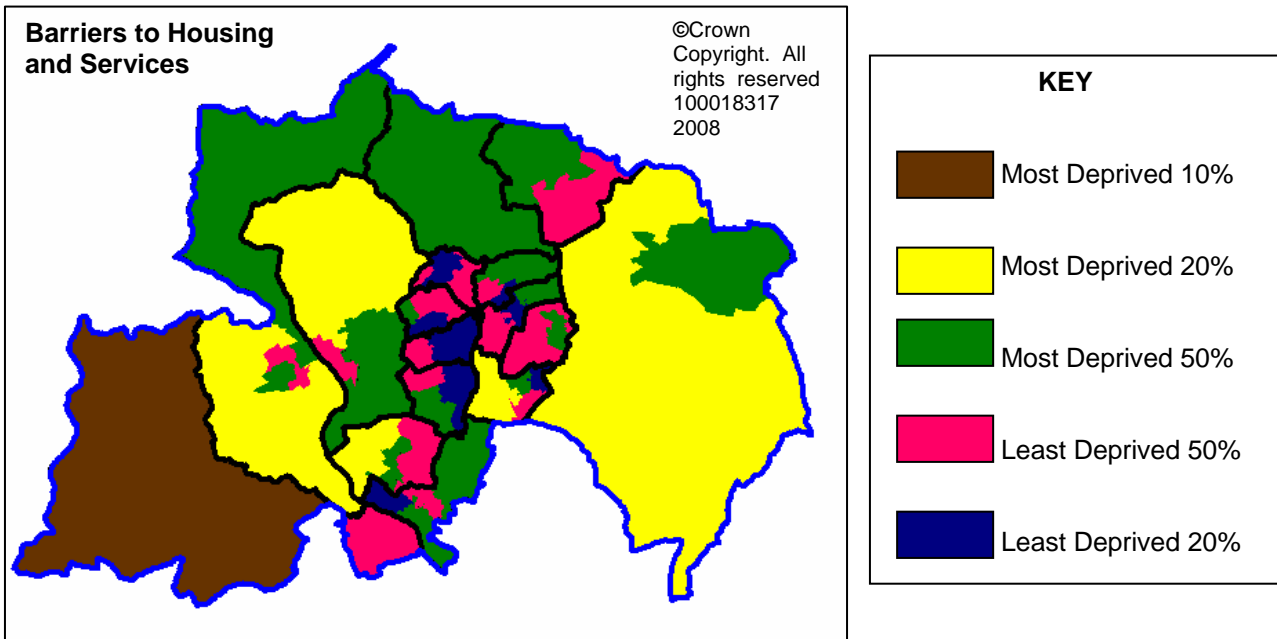 Barriers to Housing
and Services
©Crown
Copyright. All
rights reserved
100018317
2008
KEY
Most Deprived 10%
Most Deprived 20%
Most Deprived 50%
Least Deprived 50%
Least Deprived 20%